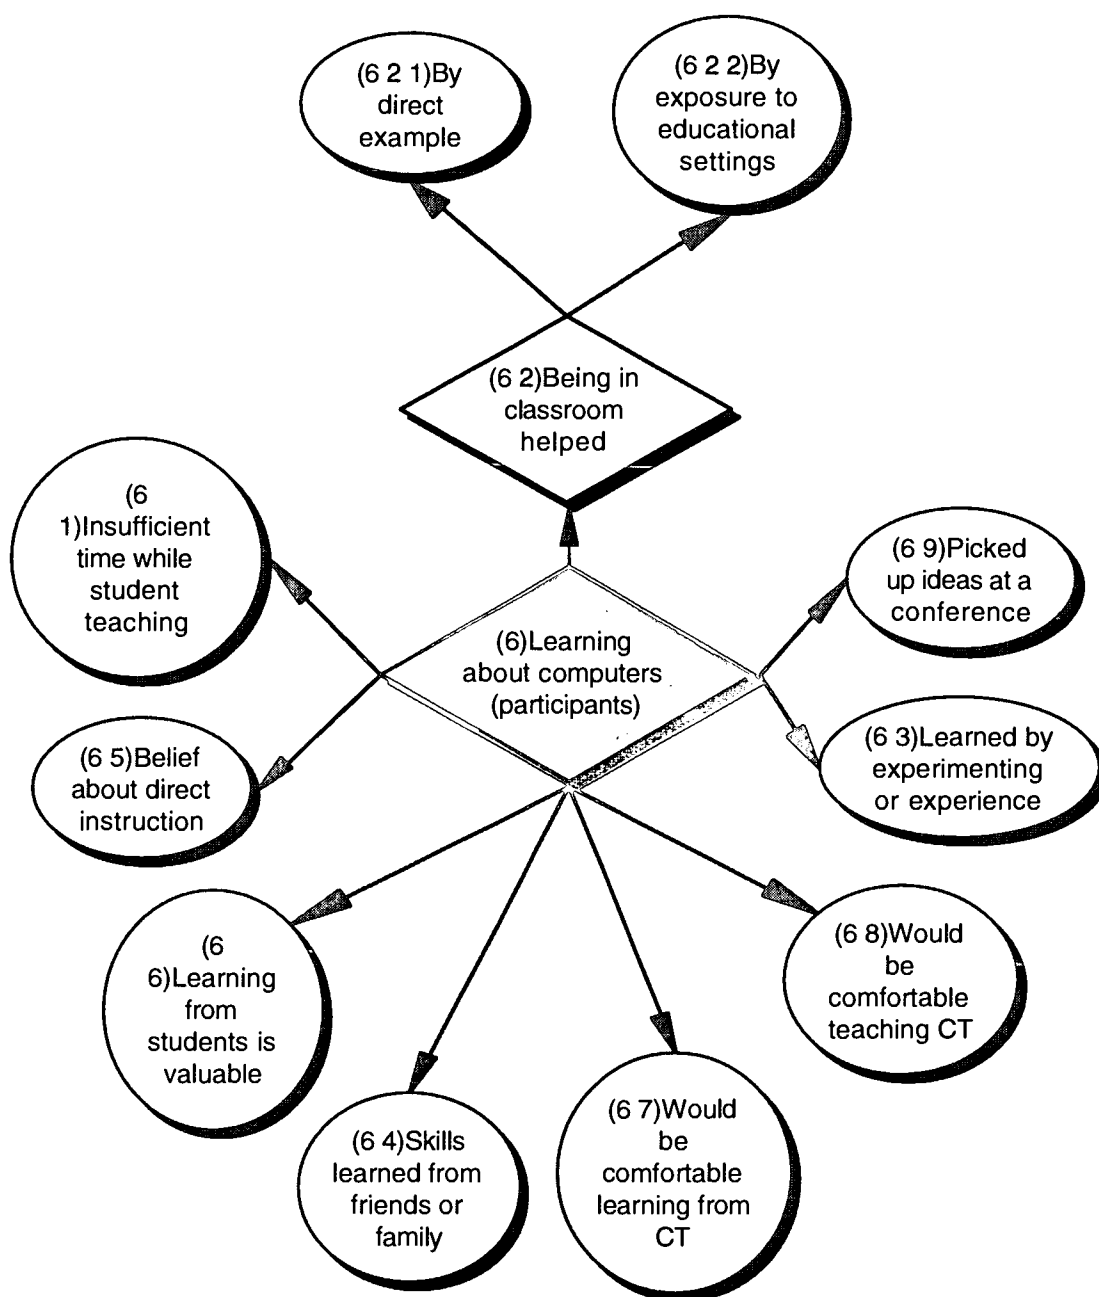 (6 2 1)By
direct
example
(6 2 2)By
exposure to
educational
settings
(6 2)Being in
classroom
helped
(6
1)Insufficient
time while
student
teaching
(6 9)Picked
up ideas at a
conference
(6)Learning
about computers
(participants)
(6 5)Belief
about direct
instruction
(6 3)Learned by
experimenting
or experience
(6
6)Learning
from
students is
valuable
(6 8)Would
be
comfortable
teaching CT
(6 4)Skills
learned from
friends or
family
(6 7)Would
be
comfortable
learning from
CT